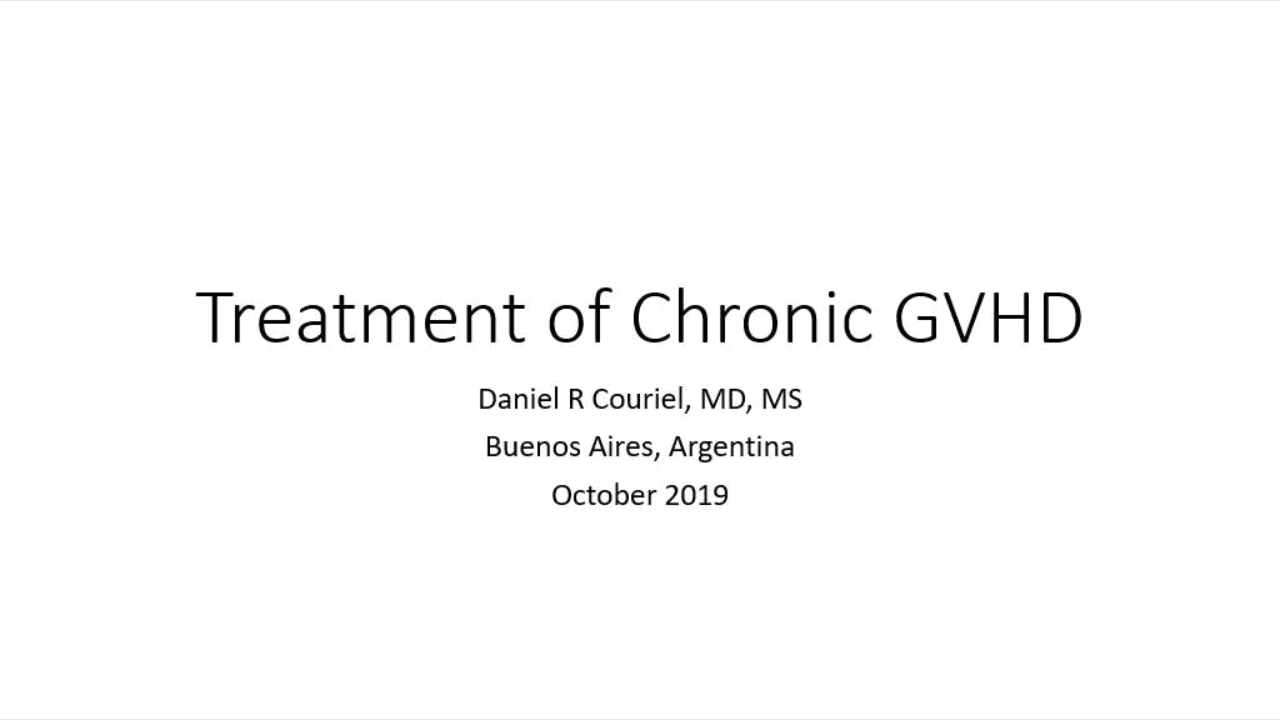 Treatment of Chronic GVHD
Daniel R Couriel, MD, MS
Buenos Aires, Argentina
October 2019